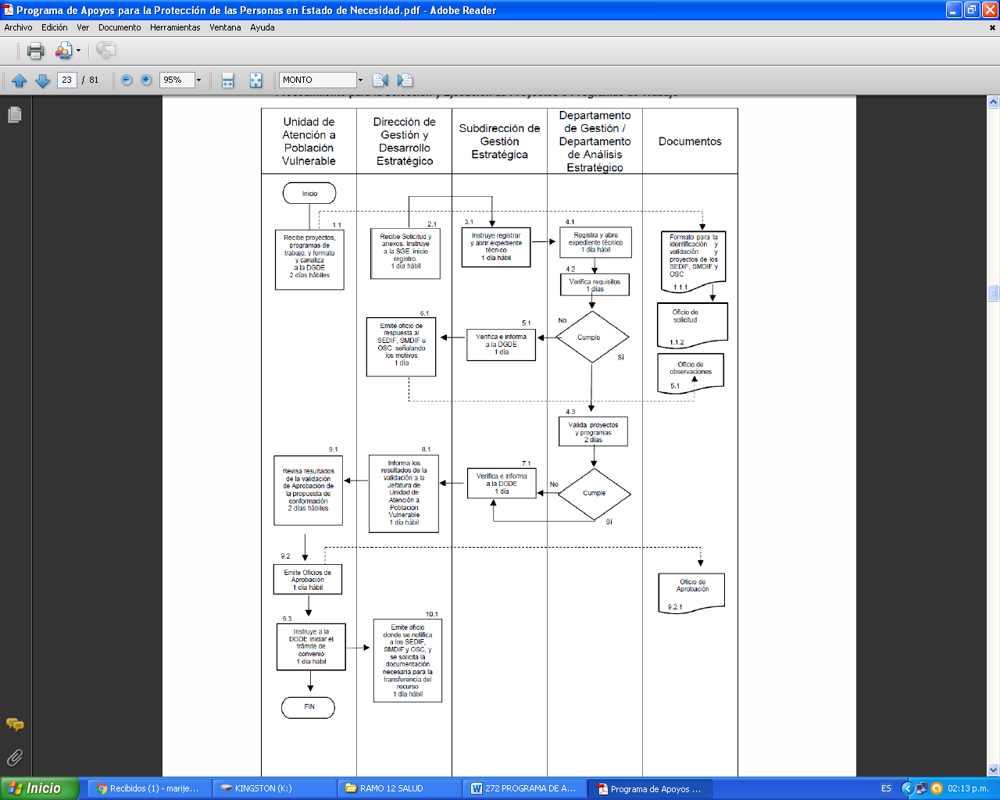 Programa de Apoyos para la Protección de las Personas en Estado de Necesidad.pdf - Adobe Reader
Archivo Edición Ver Documento Herramientas Ventana Ayuda
23 / 81 95% MONTO
Procedimiento para la Selección y Ejecución de Proyectos o Programas de Trabajo
Unidad de
Atención a
Población
Vulnerable
Dirección de
Gestión y
Desarrollo
Estratégico
Subdirección de
Gestión
Estratégica
Departamento
de Gestión /
Departamento
de Análisis
Estratégico
Documentos
Inicio
1.1
Recibe proyectos,
programas de
trabajo, y formato
y canaliza
a la DGDE
2 días hábiles
2.1
Recibe Solicitud y
anexos. Instruye
a la SGE inicie
registro.
1 día hábil
3.1
Instruye registrar
y abrir expediente
técnico
1 día hábil
4.1
Registra y abre
expediente técnico
1 día hábil
4.2
Verifica requisitos
1 días
Formato para la
identificación y
validación y
proyectos de los
SEDIF, SMDIF y
OSC
1.1.1
Oficio de
solicitud
1.1.2
Oficio de
observaciones
5.1
No
Cumple
Sí
5.1
Verifica e informa
a la DGDE
1 día
6.1
Emite oficio de
respuesta al
SEDIF, SMDIF u
OSC señalando
los motivos
1 día
4.3
Valida proyectos
y programas
2 días
No
Cumple
Sí
7.1
Verifica e informa
a la DGDE
1 día
8.1
Informa los
resultados de la
validación a la
Jefatura de
Unidad de
Atención a
Población
Vulnerable
1 día hábil
9.1
Revisa resultados
de la validación
de Aprobación de
la propuesta de
conformación
2 días hábiles
9.2
Emite Oficios de
Aprobación
1 día hábil
Oficio de
Aprobación
9.2.1
9.3
Instruye a la
DGDE iniciar el
trámite de
convenio
1 día hábil
10.1
Emite oficio
donde se notifica
a los SEDIF,
SMDIF y OSC, y
se solicita la
documentación
necesaria para la
transferencia del
recurso
1 día hábil
FIN
Inicio Recibidos (1) - marije... KINGSTON (K:) RAMO 12 SALUD 272 PROGRAMA DE A... Programa de Apoyos ... ES 02:13 p.m.